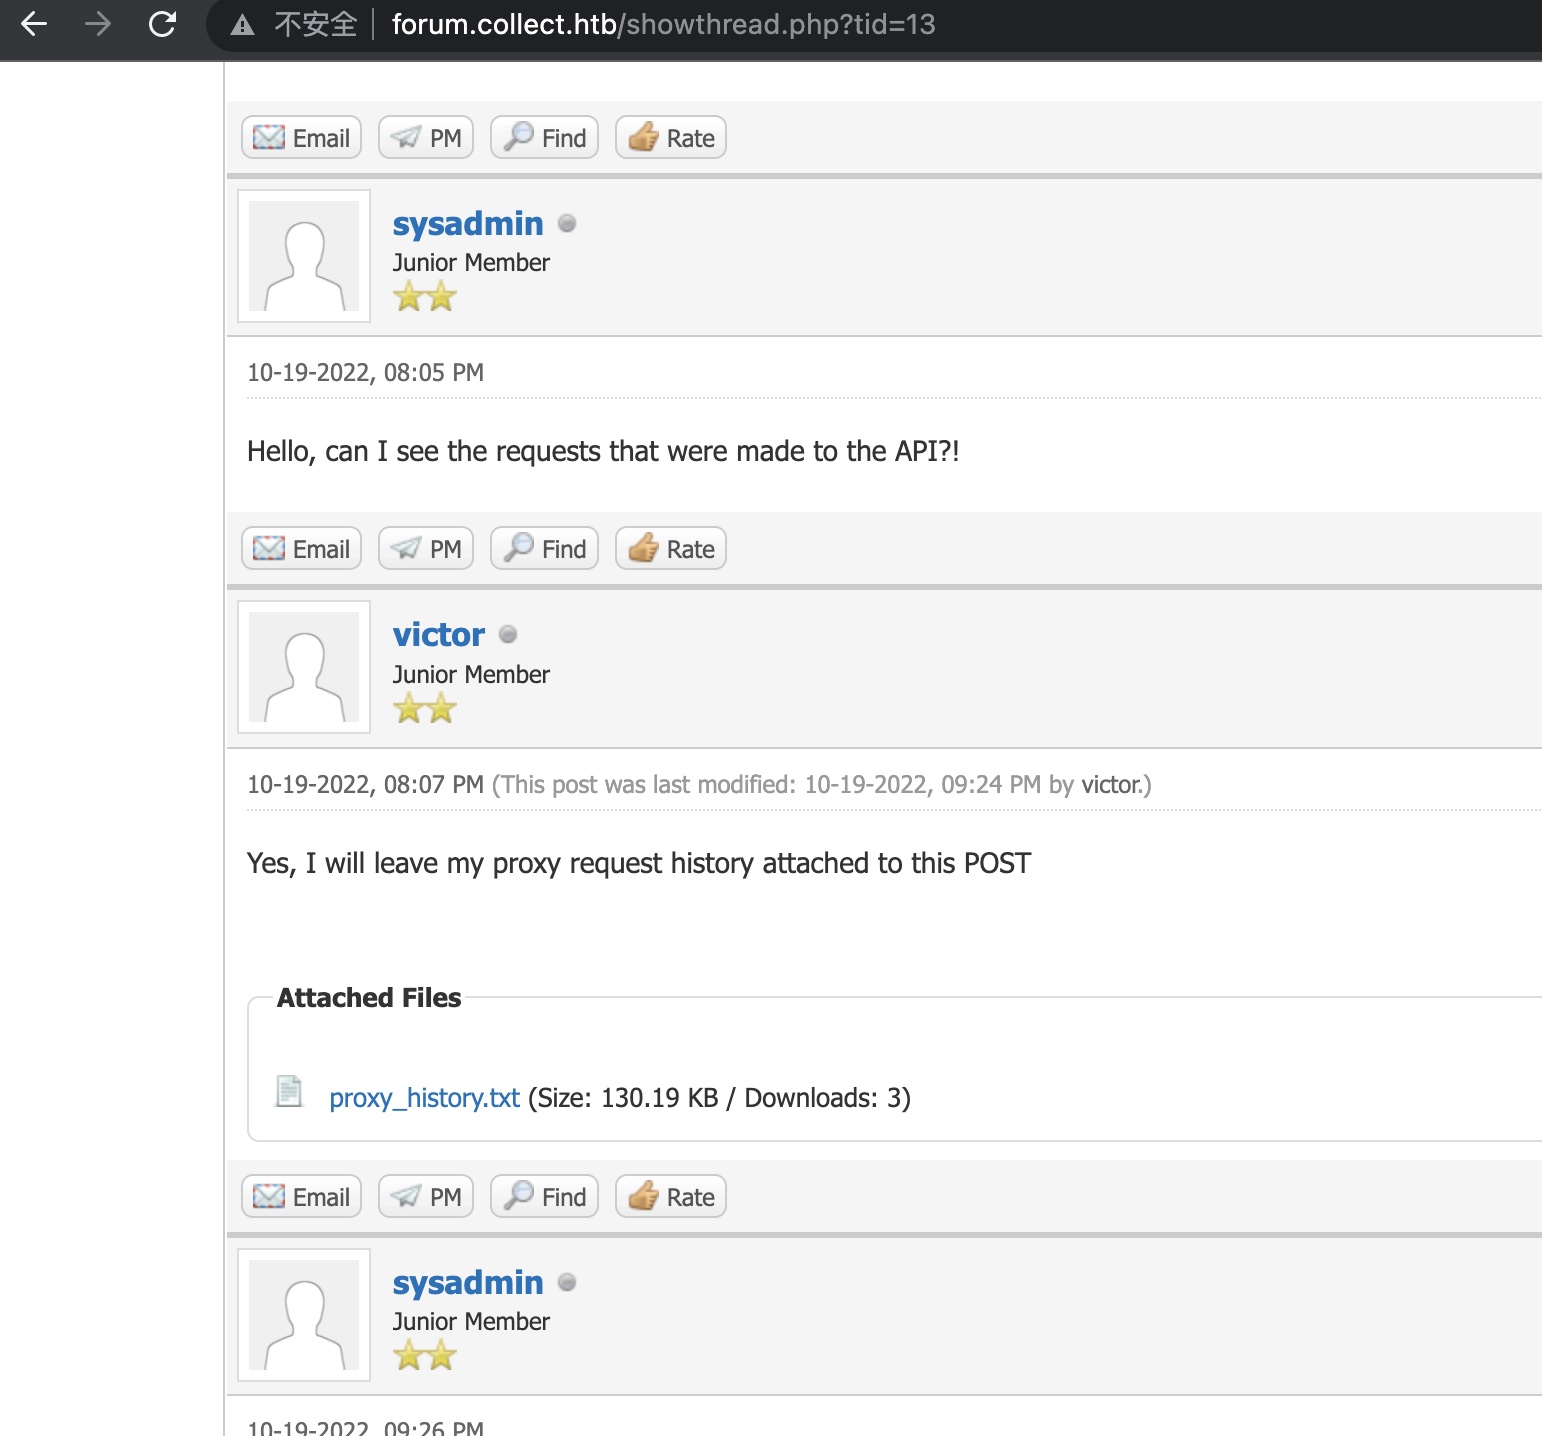 不安全 forum.collect.htb/showthread.php?tid=13
Email PM Find Rate
sysadmin
Junior Member
10-19-2022, 08:05 PM
Hello, can I see the requests that were made to the API?!
Email PM Find Rate
victor
Junior Member
10-19-2022, 08:07 PM (This post was last modified: 10-19-2022, 09:24 PM by victor.)
Yes, I will leave my proxy request history attached to this POST
Attached Files
proxy_history.txt (Size: 130.19 KB / Downloads: 3)
Email PM Find Rate
sysadmin
Junior Member
10-19-2022, 09:26 PM